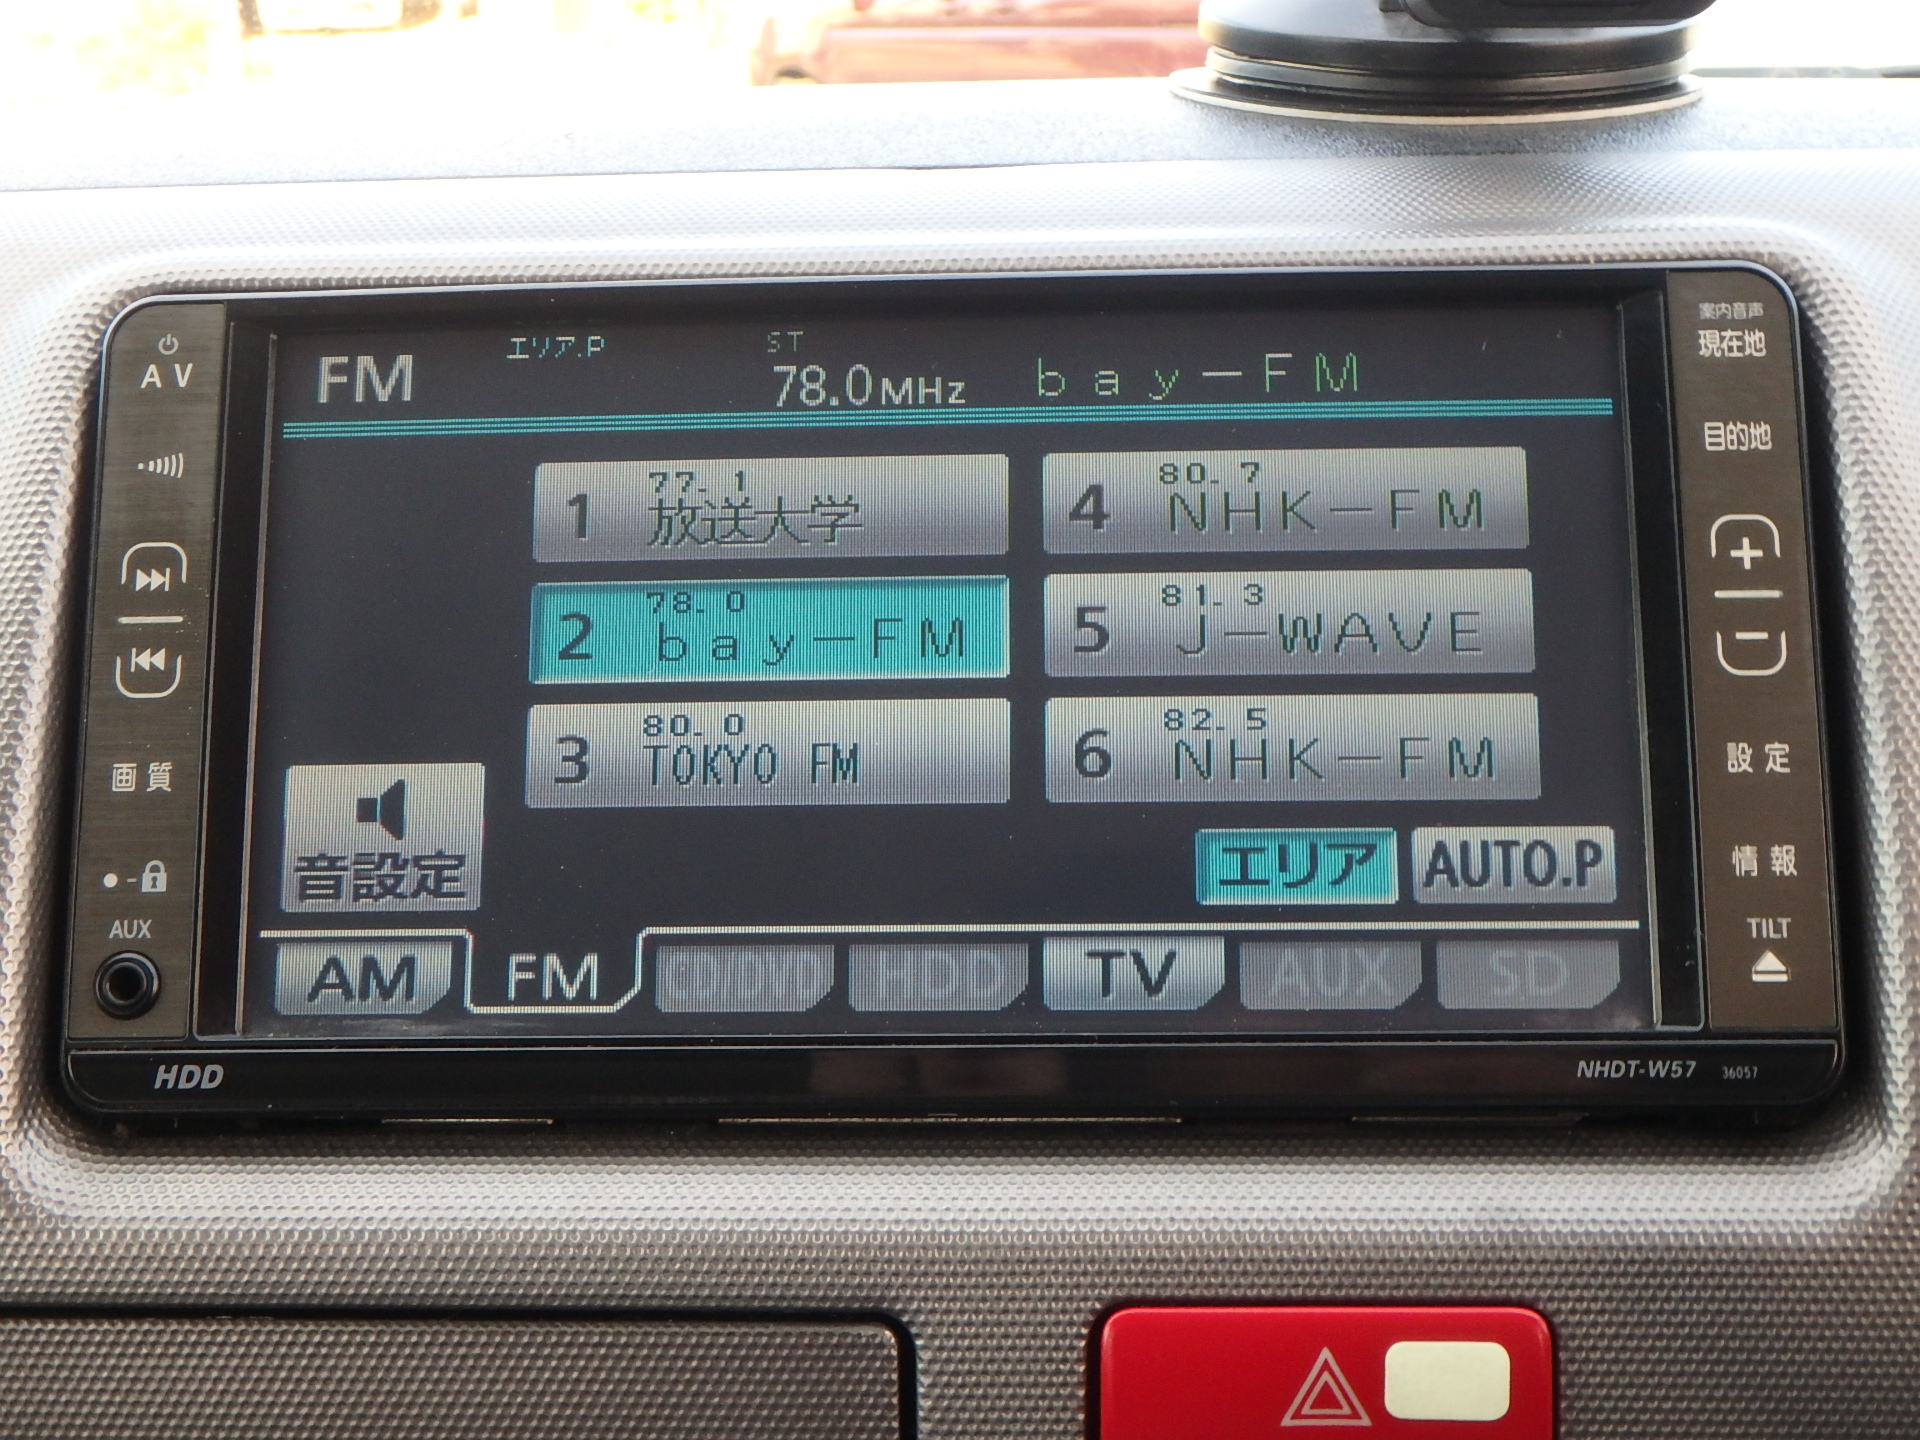 エリア.P
ST
FM
78.0MHz
bay-FM
1
77.1
放送大学
4
80.7
NHK-FM
2
78.0
bay-FM
5
81.3
J-WAVE
3
80.0
TOKYO FM
6
82.5
NHK-FM
音設定
エリア
AUTO.P
AM
FM
CD/DVD
HDD
TV
AUX
SD
AV
画質
AUX
案内音声
現在地
目的地
+
-
設定
情報
TILT
HDD
NHDT-W57
36057